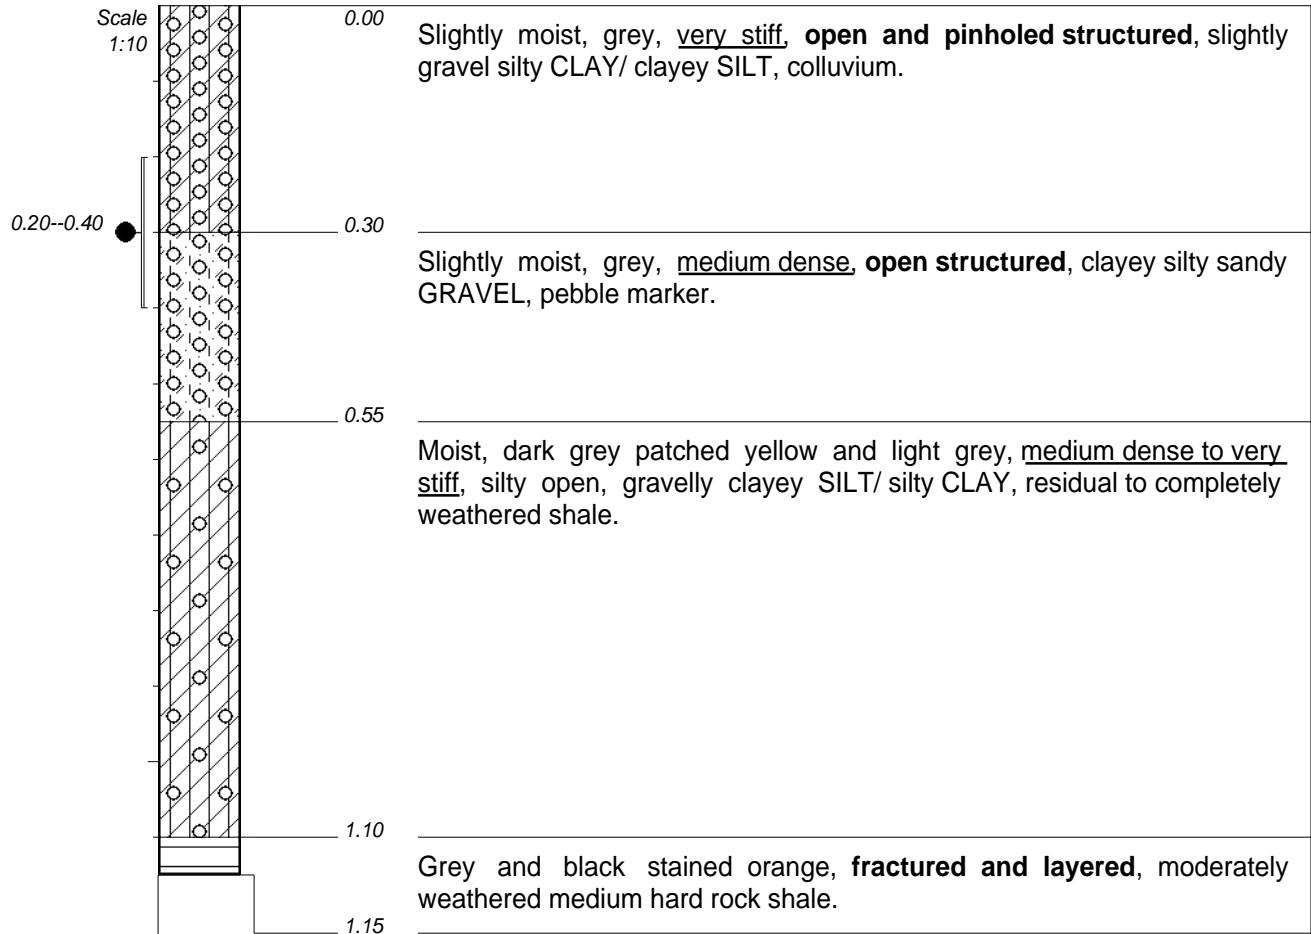 Scale
1:10
0.00
Slightly moist, grey, very stiff, open and pinholed structured, slightly
gravel silty CLAY/ clayey SILT, colluvium.
0.20--0.40
0.30
Slightly moist, grey, medium dense, open structured, clayey silty sandy
GRAVEL, pebble marker.
0.55
Moist, dark grey patched yellow and light grey, medium dense to very
stiff, silty open, gravelly clayey SILT/ silty CLAY, residual to completely
weathered shale.
1.10
Grey and black stained orange, fractured and layered, moderately
weathered medium hard rock shale.
1.15